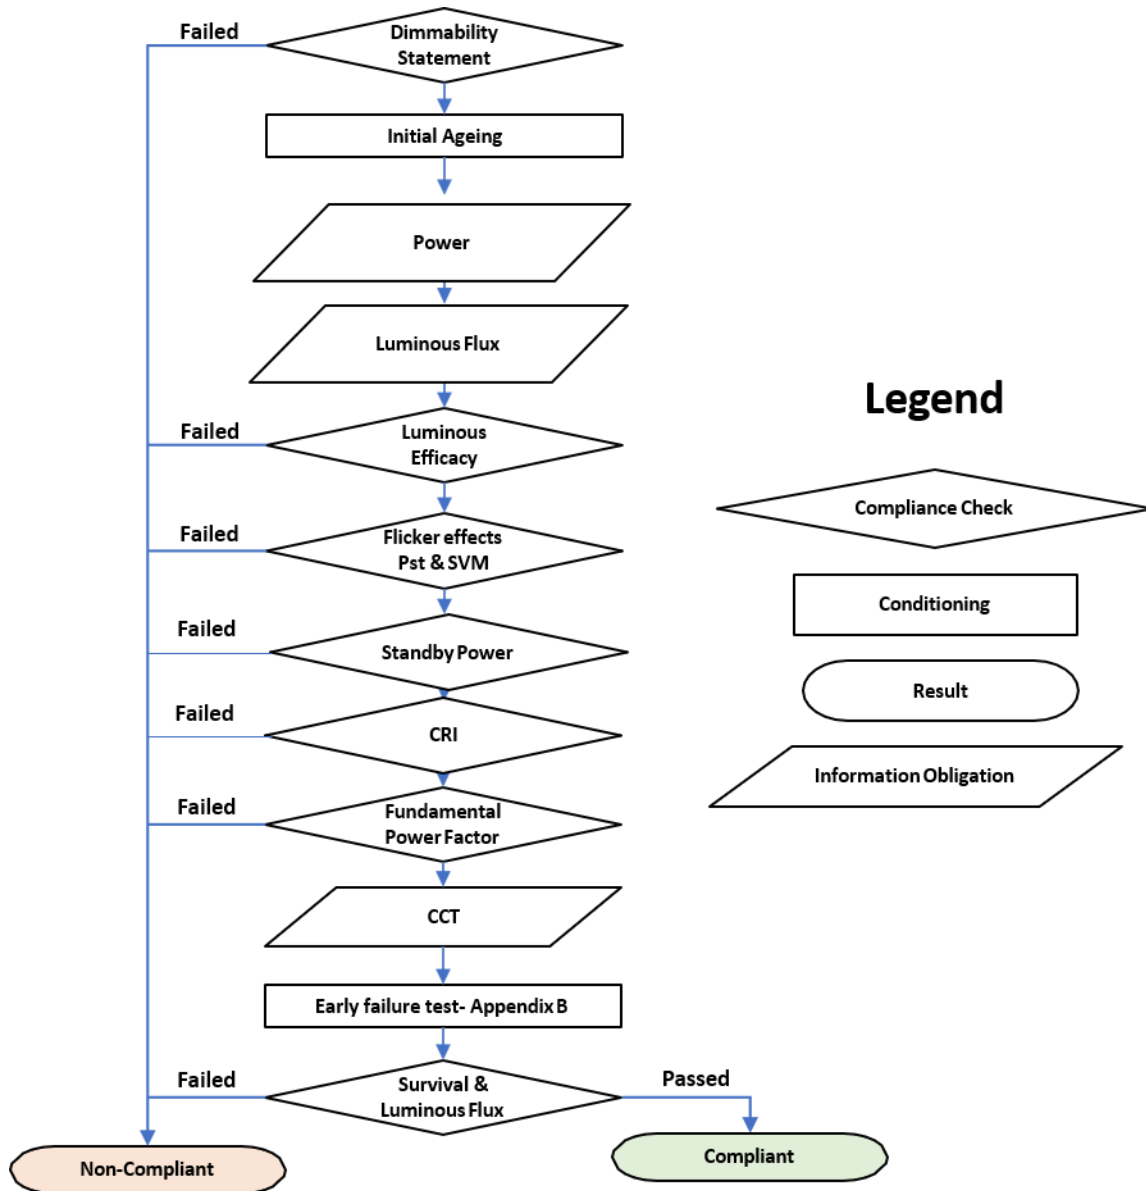 Failed
Dimmability
Statement
Initial Ageing
Power
Luminous Flux
Failed
Luminous
Efficacy
Failed
Flicker effects
Pst & SVM
Failed
Standby Power
Failed
CRI
Failed
Fundamental
Power Factor
CCT
Early failure test- Appendix B
Failed
Survival &
Luminous Flux
Passed
Non-Compliant
Compliant
Legend
Compliance Check
Conditioning
Result
Information Obligation